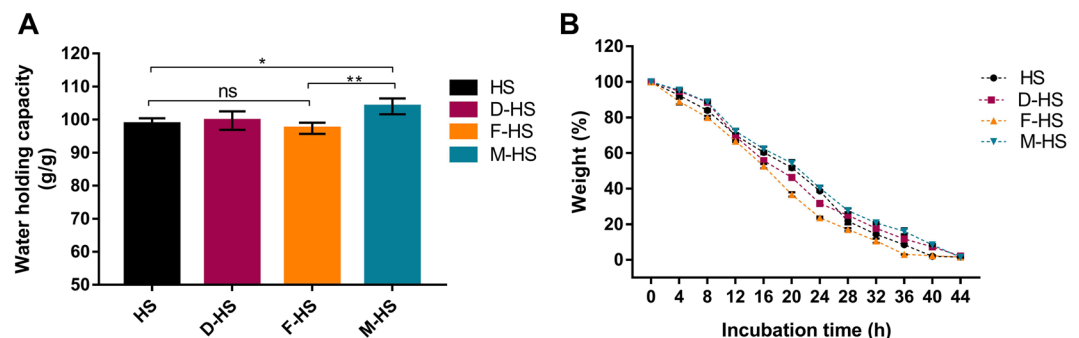 A
Water holding capacity
(g/g)
120
110
100
90
80
70
60
50
*
ns
**
HS
D-HS
F-HS
M-HS
HS
D-HS
F-HS
M-HS
B
Weight (%)
120
100
80
60
40
20
0
0 4 8 12 16 20 24 28 32 36 40 44
Incubation time (h)
HS
D-HS
F-HS
M-HS